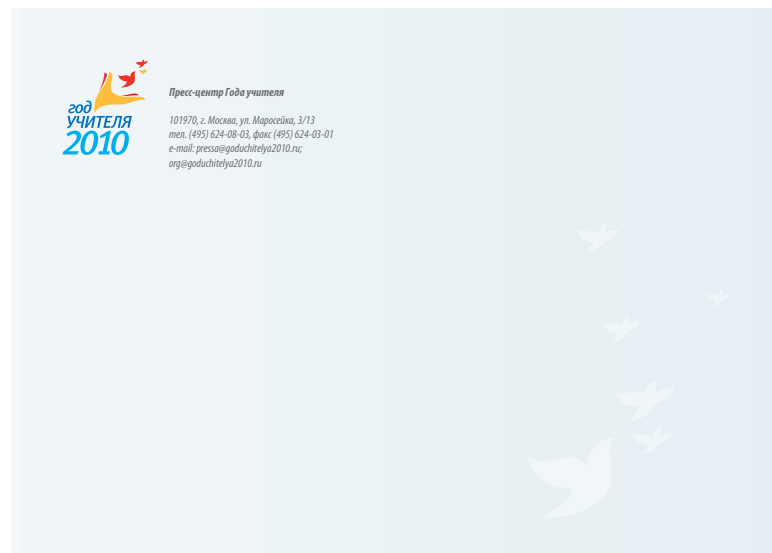 год
УЧИТЕЛЯ
2010
Пресс-центр Года учителя
101970, г. Москва, ул. Маросейка, 3/13
тел. (495) 624-08-03, факс (495) 624-03-01
e-mail: pressa@goduchitelya2010.ru;
org@goduchitelya2010.ru